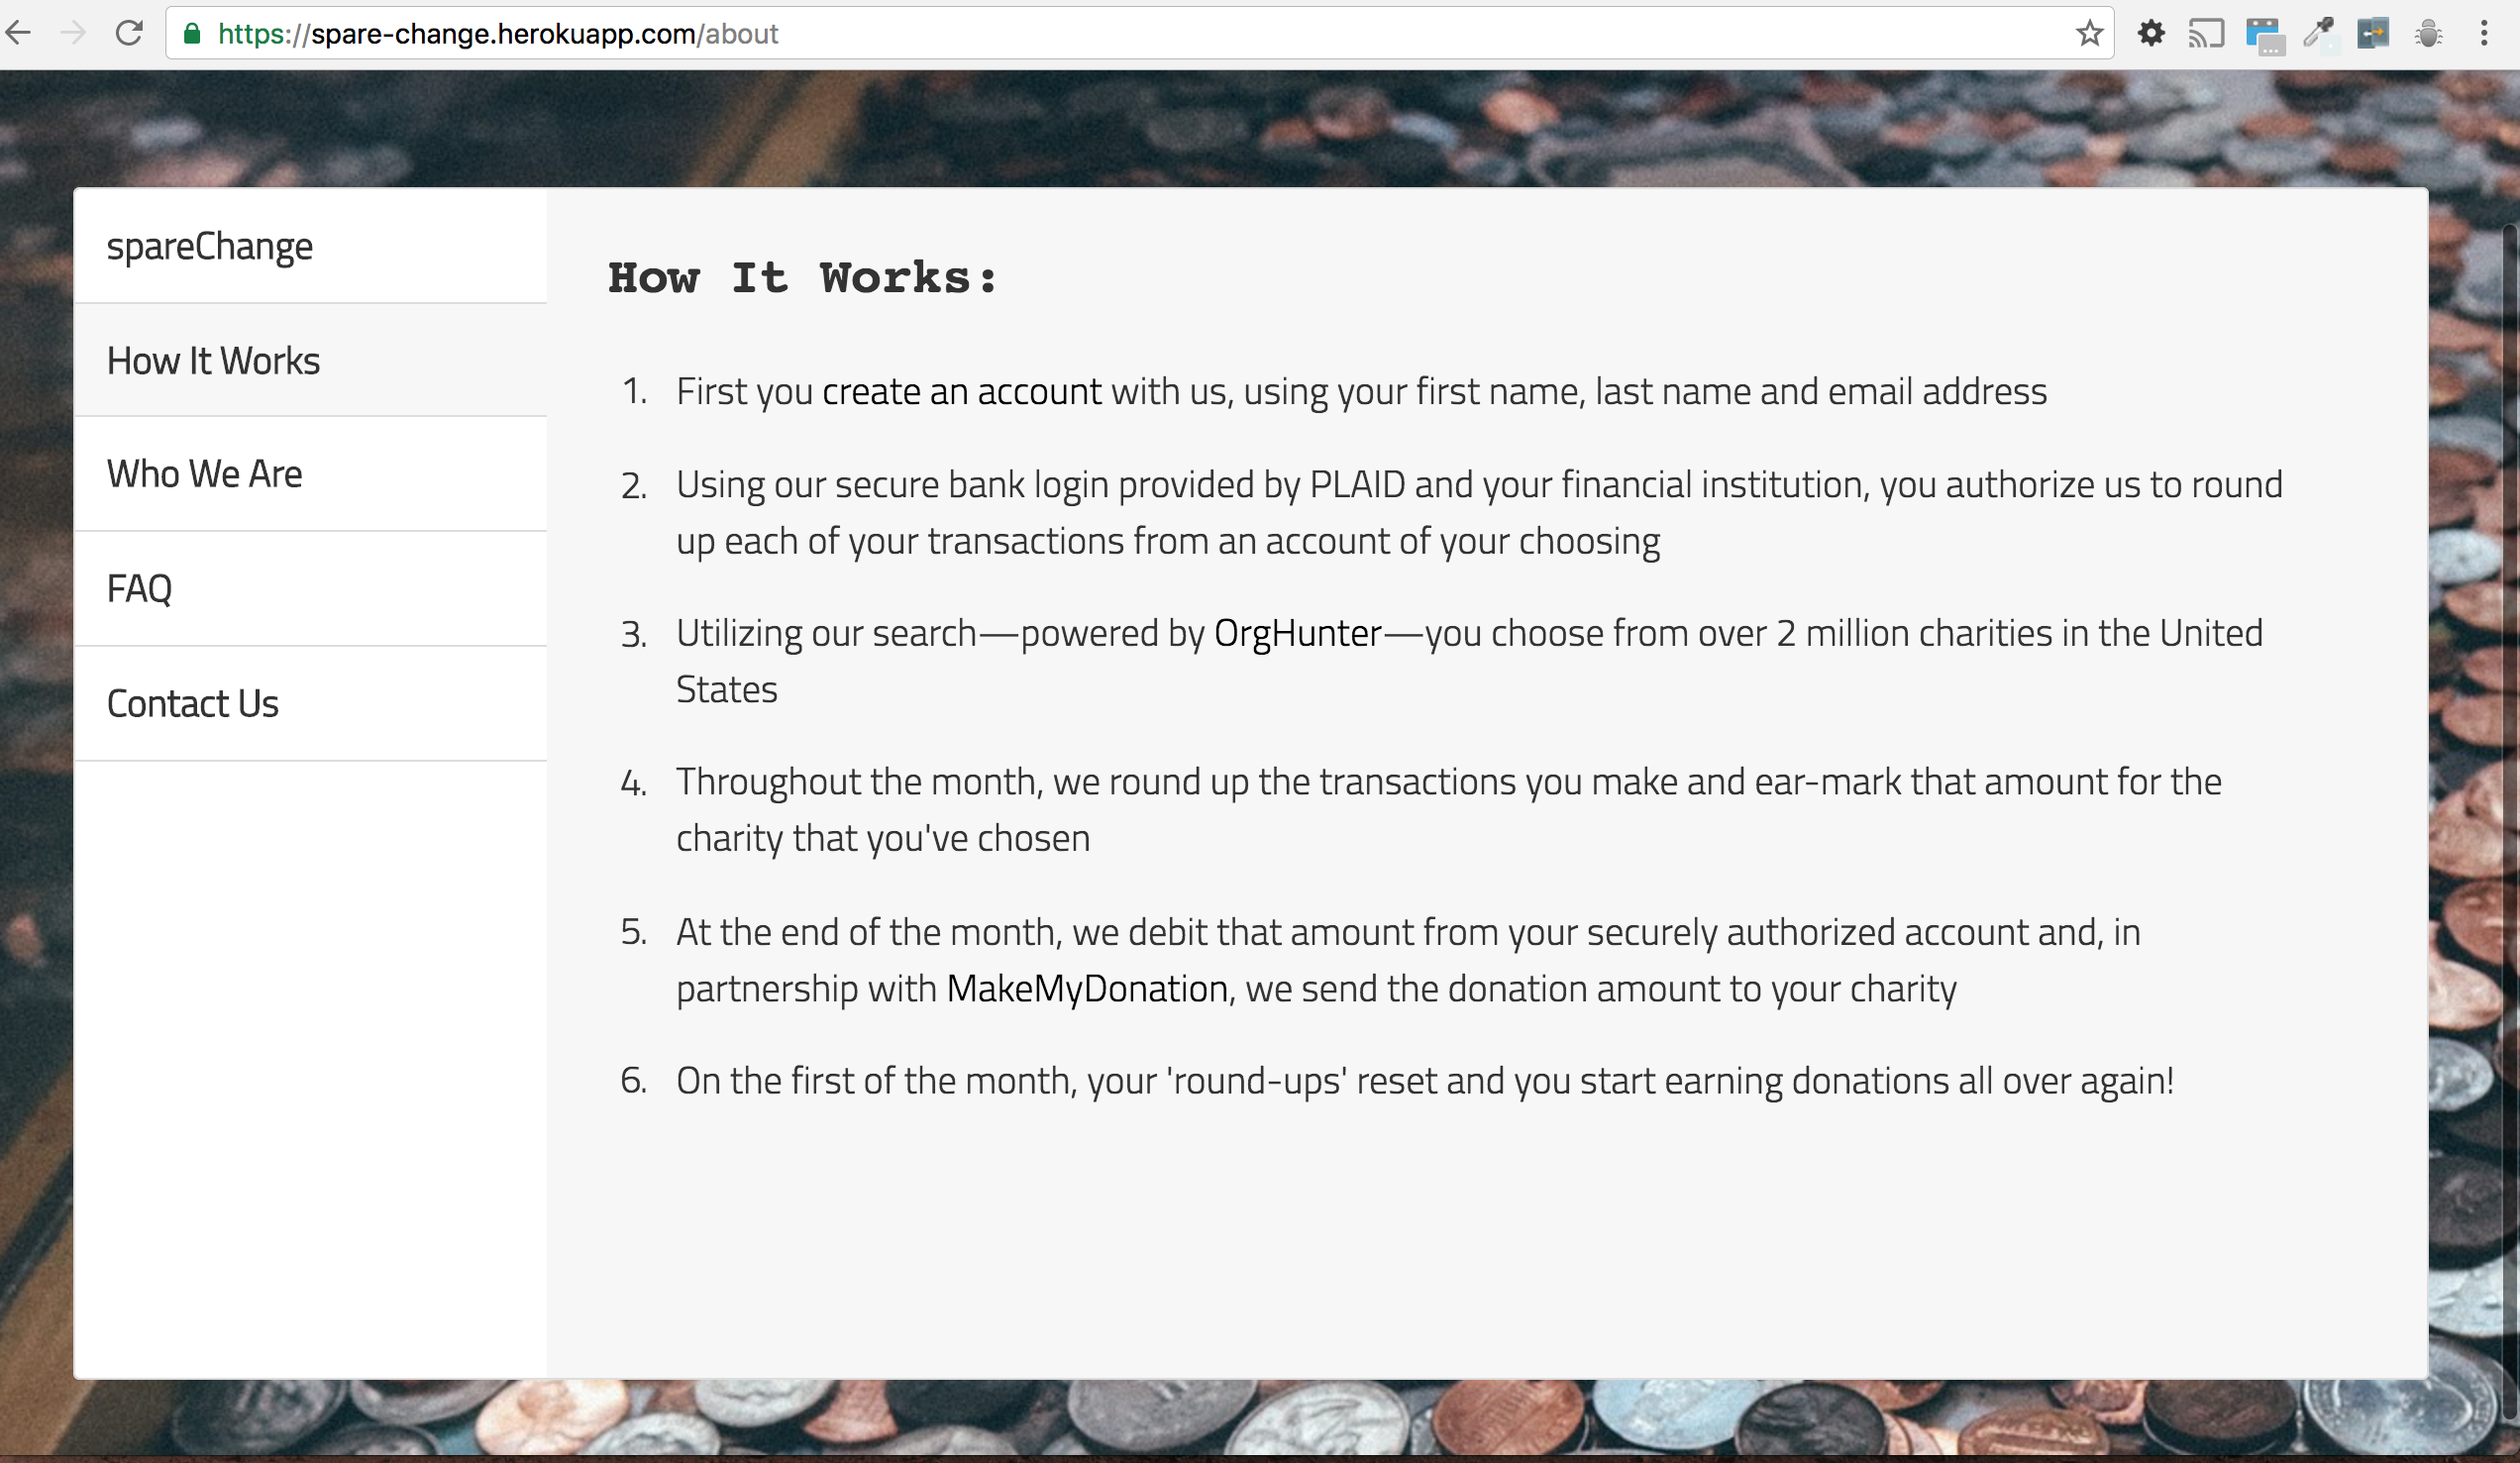 https://spare-change.herokuapp.com/about
spareChange
How It Works
Who We Are
FAQ
Contact Us
How It Works:
1. First you create an account with us, using your first name, last name and email address
2. Using our secure bank login provided by PLAID and your financial institution, you authorize us to round
up each of your transactions from an account of your choosing
3. Utilizing our search—powered by OrgHunter—you choose from over 2 million charities in the United
States
4. Throughout the month, we round up the transactions you make and ear-mark that amount for the
charity that you've chosen
5. At the end of the month, we debit that amount from your securely authorized account and, in
partnership with MakeMyDonation, we send the donation amount to your charity
6. On the first of the month, your 'round-ups' reset and you start earning donations all over again!